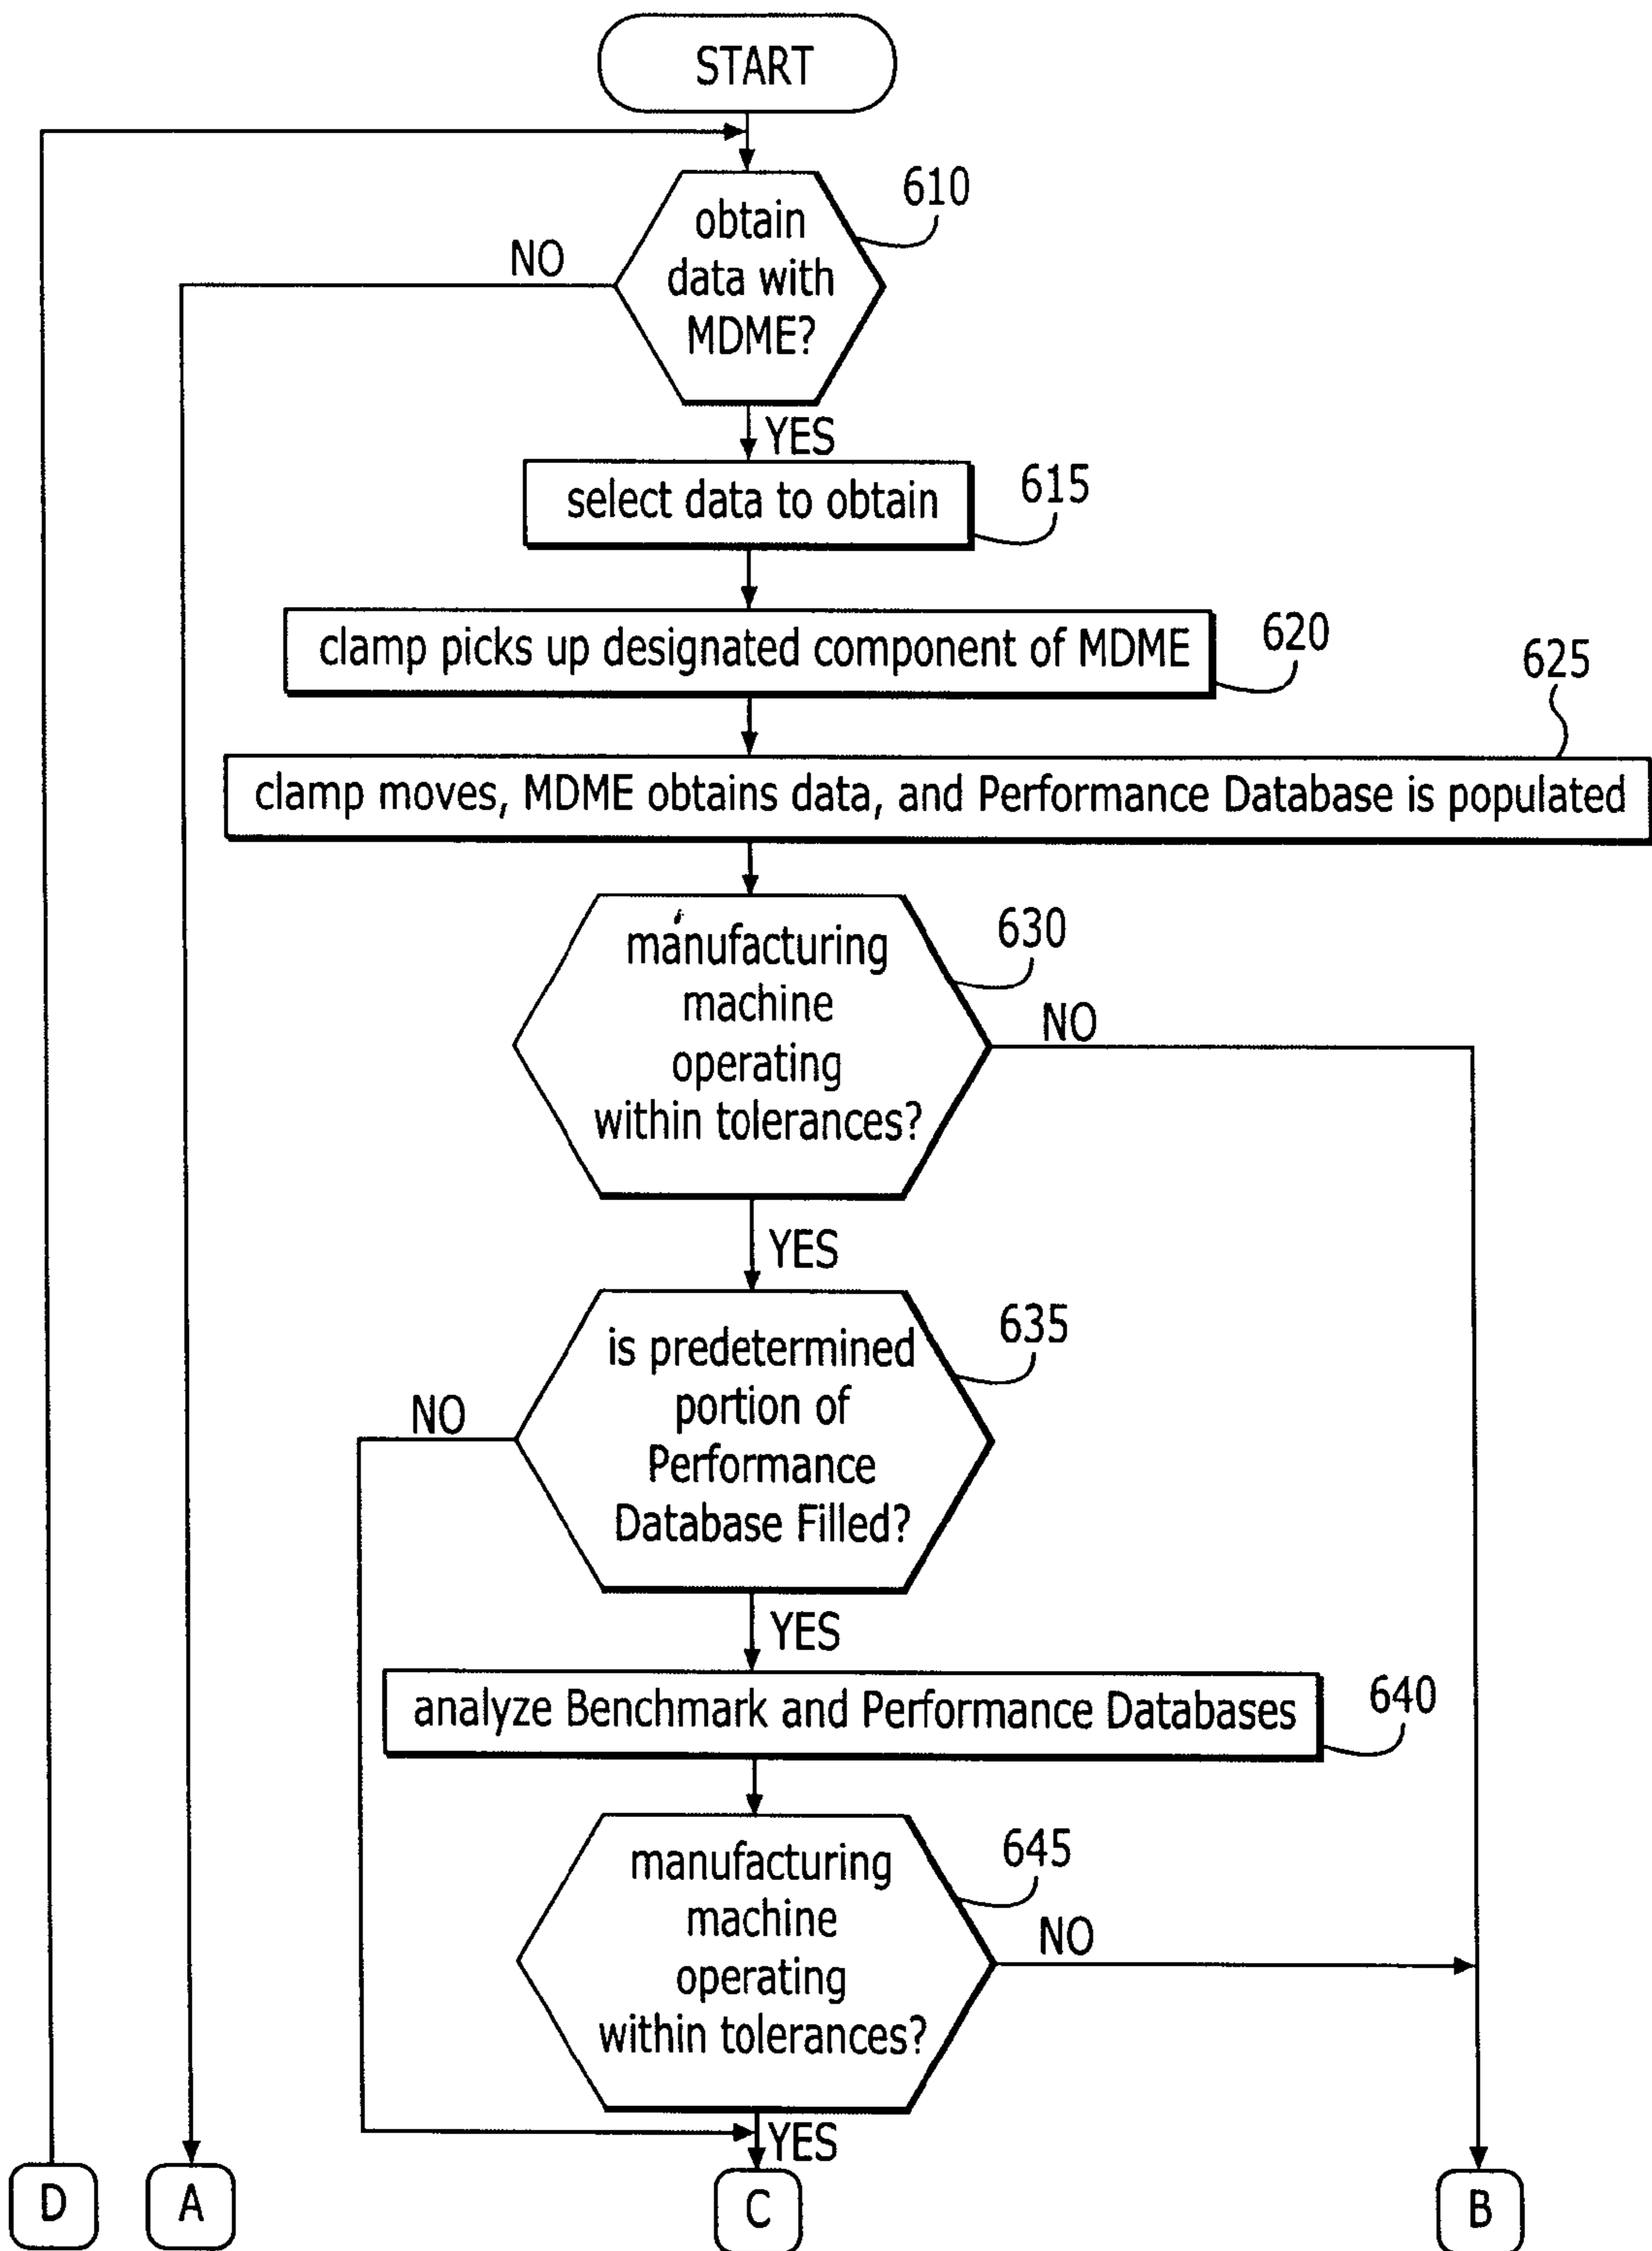 START
610
obtain
data with
MDME?
NO
YES
select data to obtain
615
clamp picks up designated component of MDME
620
625
clamp moves, MDME obtains data, and Performance Database is populated
630
manufacturing
machine
operating
within tolerances?
NO
YES
635
is predetermined
portion of
Performance
Database Filled?
NO
YES
analyze Benchmark and Performance Databases
640
645
manufacturing
machine
operating
within tolerances?
NO
YES
D
A
C
B